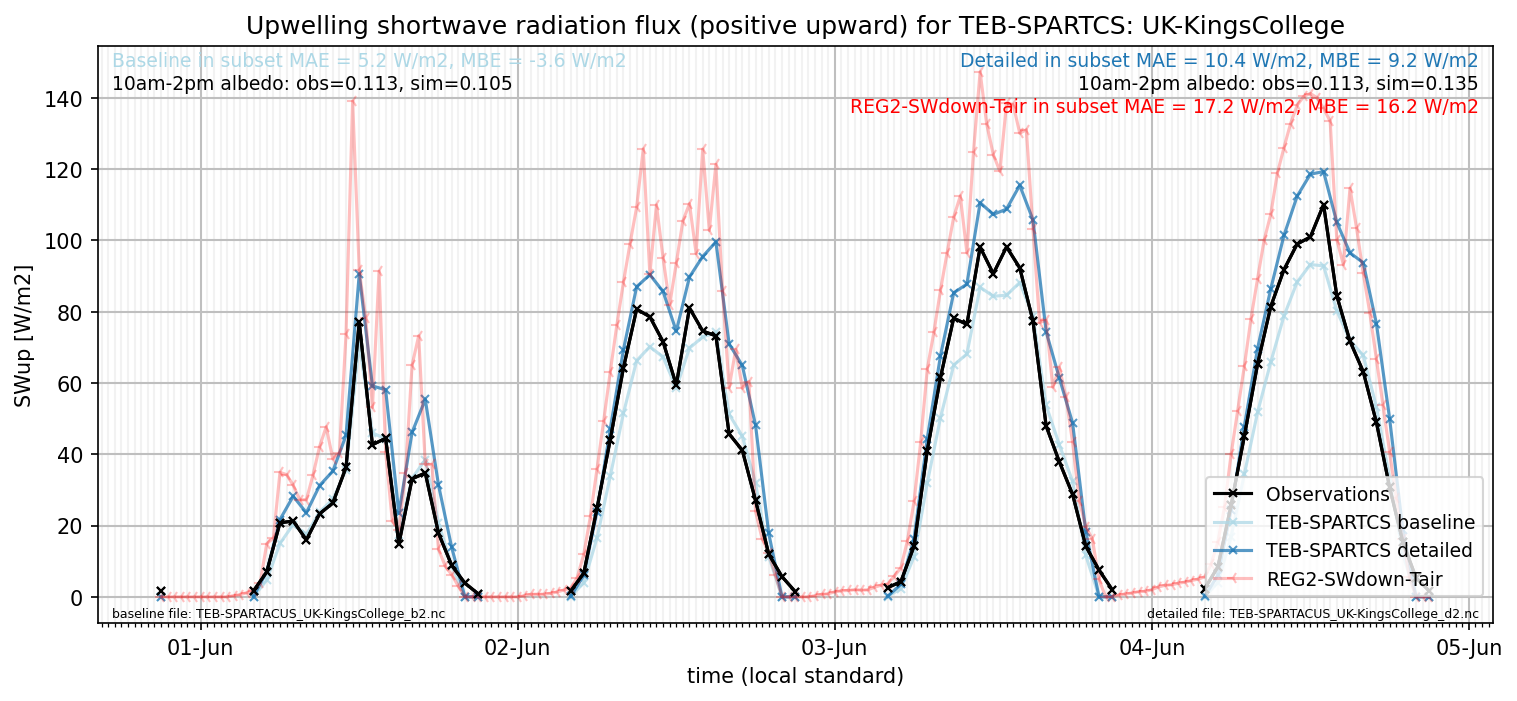 Upwelling shortwave radiation flux (positive upward) for TEB-SPARTCS: UK-KingsCollege
Baseline in subset MAE = 5.2 W/m2, MBE = -3.6 W/m2
10am-2pm albedo: obs=0.113, sim=0.105
Detailed in subset MAE = 10.4 W/m2, MBE = 9.2 W/m2
10am-2pm albedo: obs=0.113, sim=0.135
REG2-SWdown-Tair in subset MAE = 17.2 W/m2, MBE = 16.2 W/m2
SWup [W/m2]
140
120
100
80
60
40
20
0
Observations
TEB-SPARTCS baseline
TEB-SPARTCS detailed
REG2-SWdown-Tair
baseline file: TEB-SPARTACUS_UK-KingsCollege_b2.nc
detailed file: TEB-SPARTACUS_UK-KingsCollege_d2.nc
01-Jun
02-Jun
03-Jun
04-Jun
05-Jun
time (local standard)